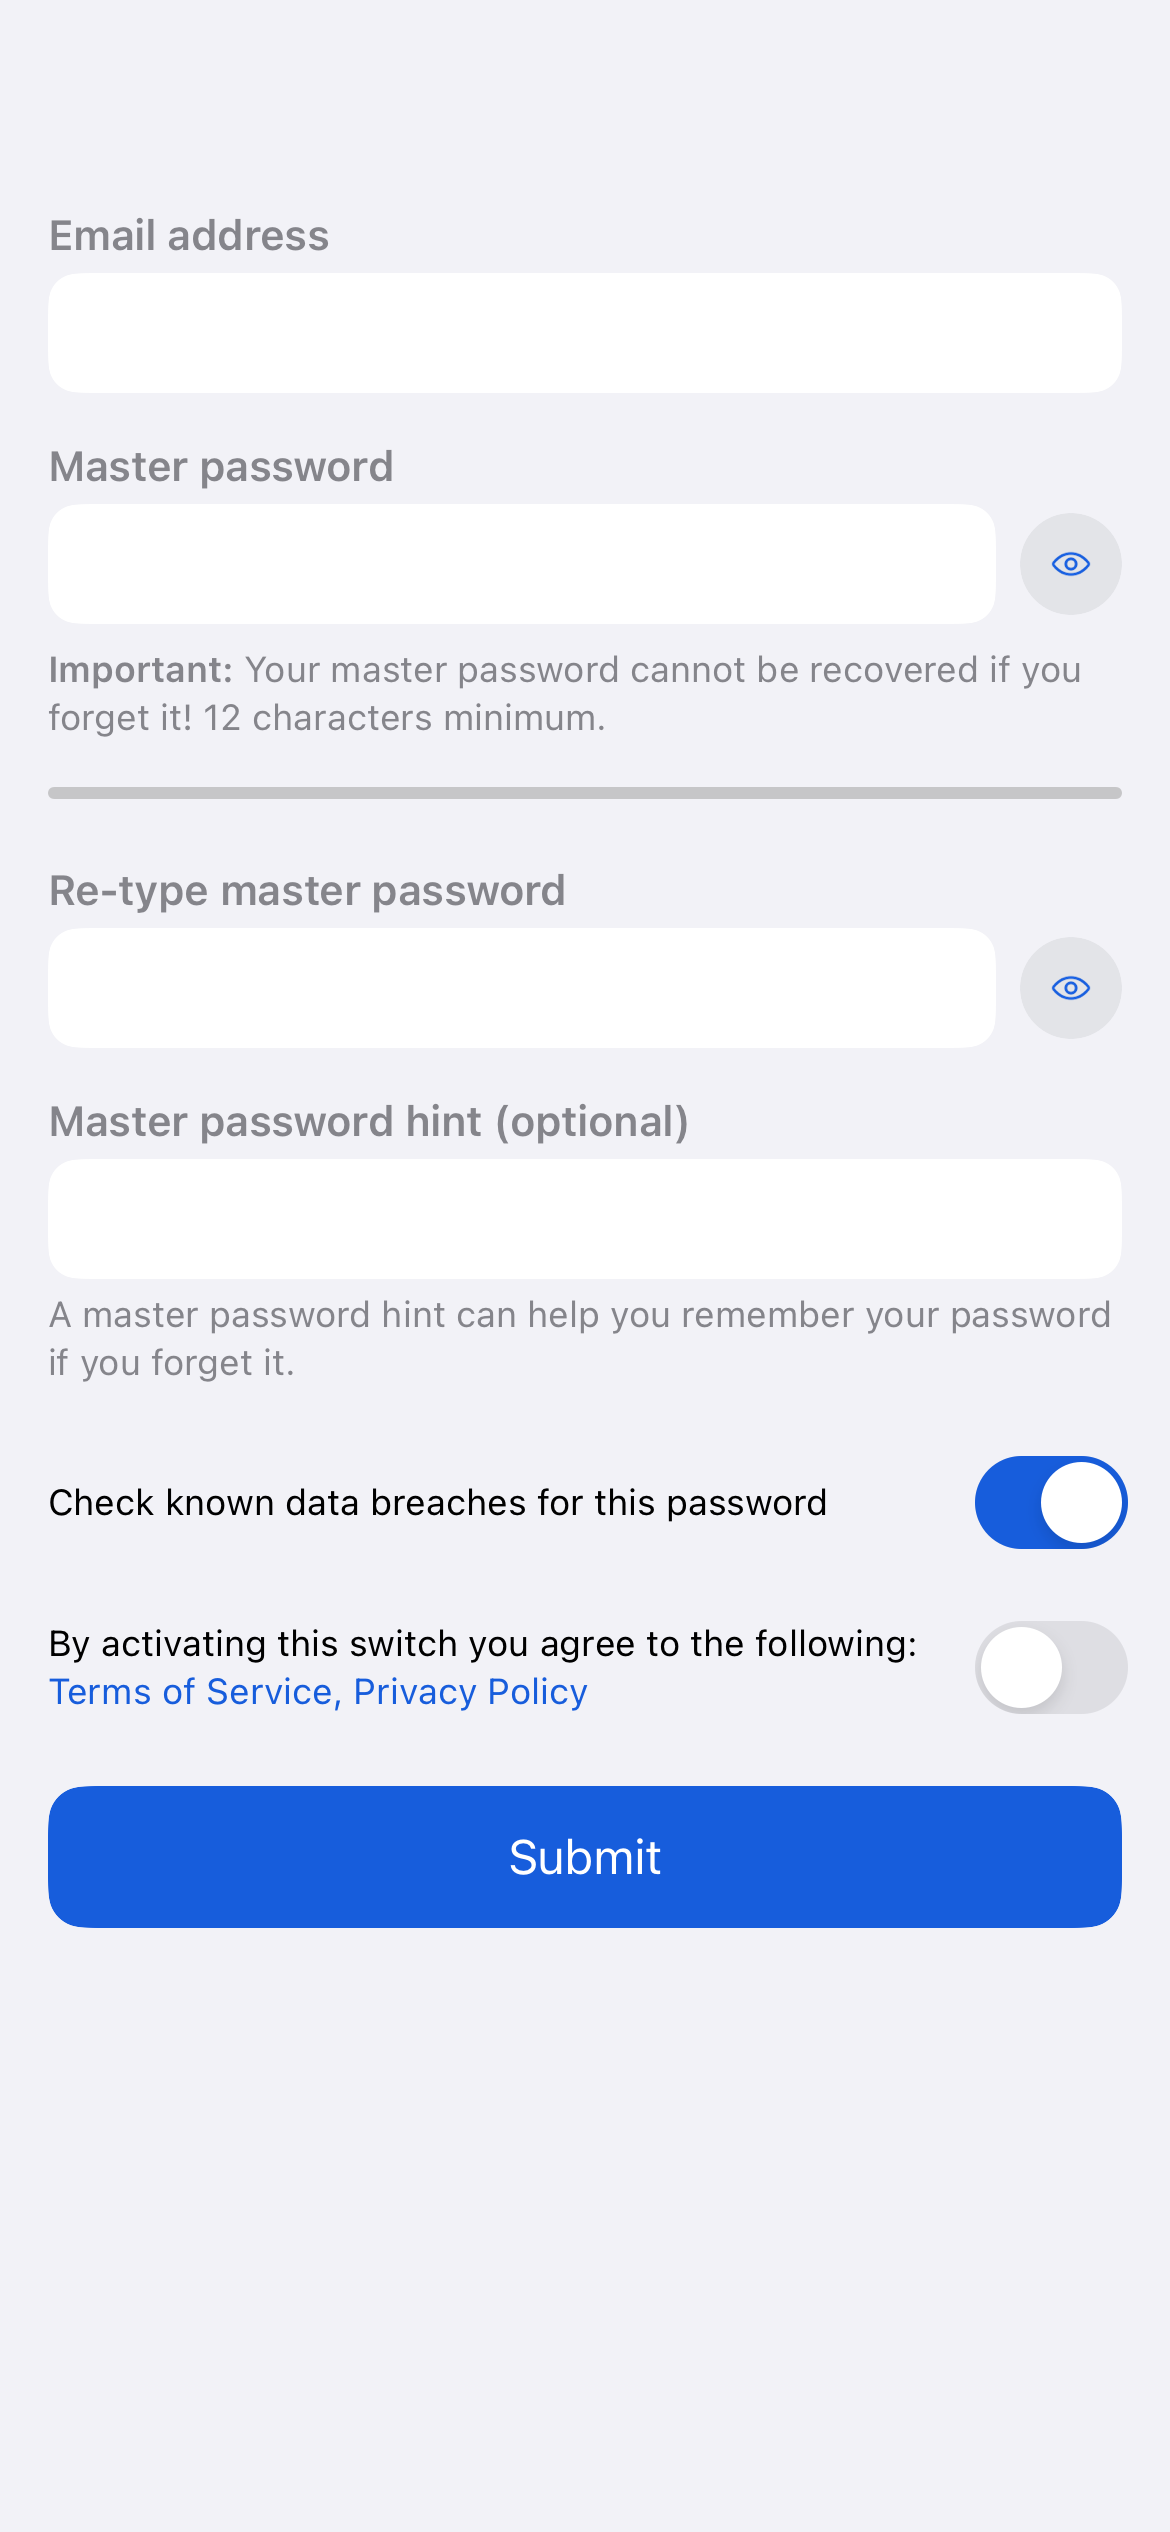 Email address
Master password
Important: Your master password cannot be recovered if you
forget it! 12 characters minimum.
Re-type master password
Master password hint (optional)
A master password hint can help you remember your password
if you forget it.
Check known data breaches for this password
By activating this switch you agree to the following:
Terms of Service, Privacy Policy
Submit